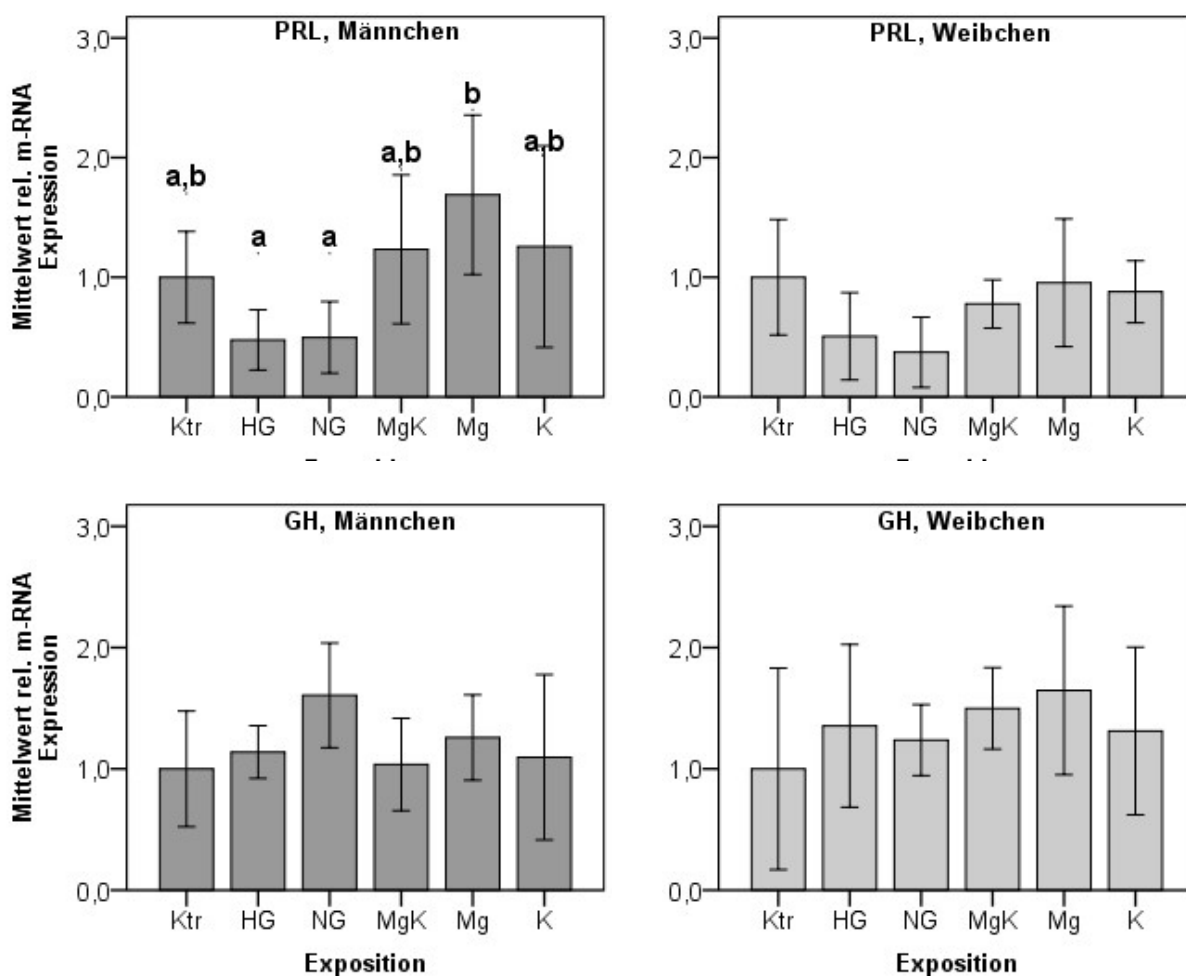 PRL, Männchen
Mittelwert rel. m-RNA
Expression
3,0
2,0
1,0
0,0
a,b
a
a
a,b
b
a,b
Ktr HG NG MgK Mg K
PRL, Weibchen
3,0
2,0
1,0
0,0
Ktr HG NG MgK Mg K
GH, Männchen
Mittelwert rel. m-RNA
Expression
3,0
2,0
1,0
0,0
Ktr HG NG MgK Mg K
Exposition
GH, Weibchen
3,0
2,0
1,0
0,0
Ktr HG NG MgK Mg K
Exposition